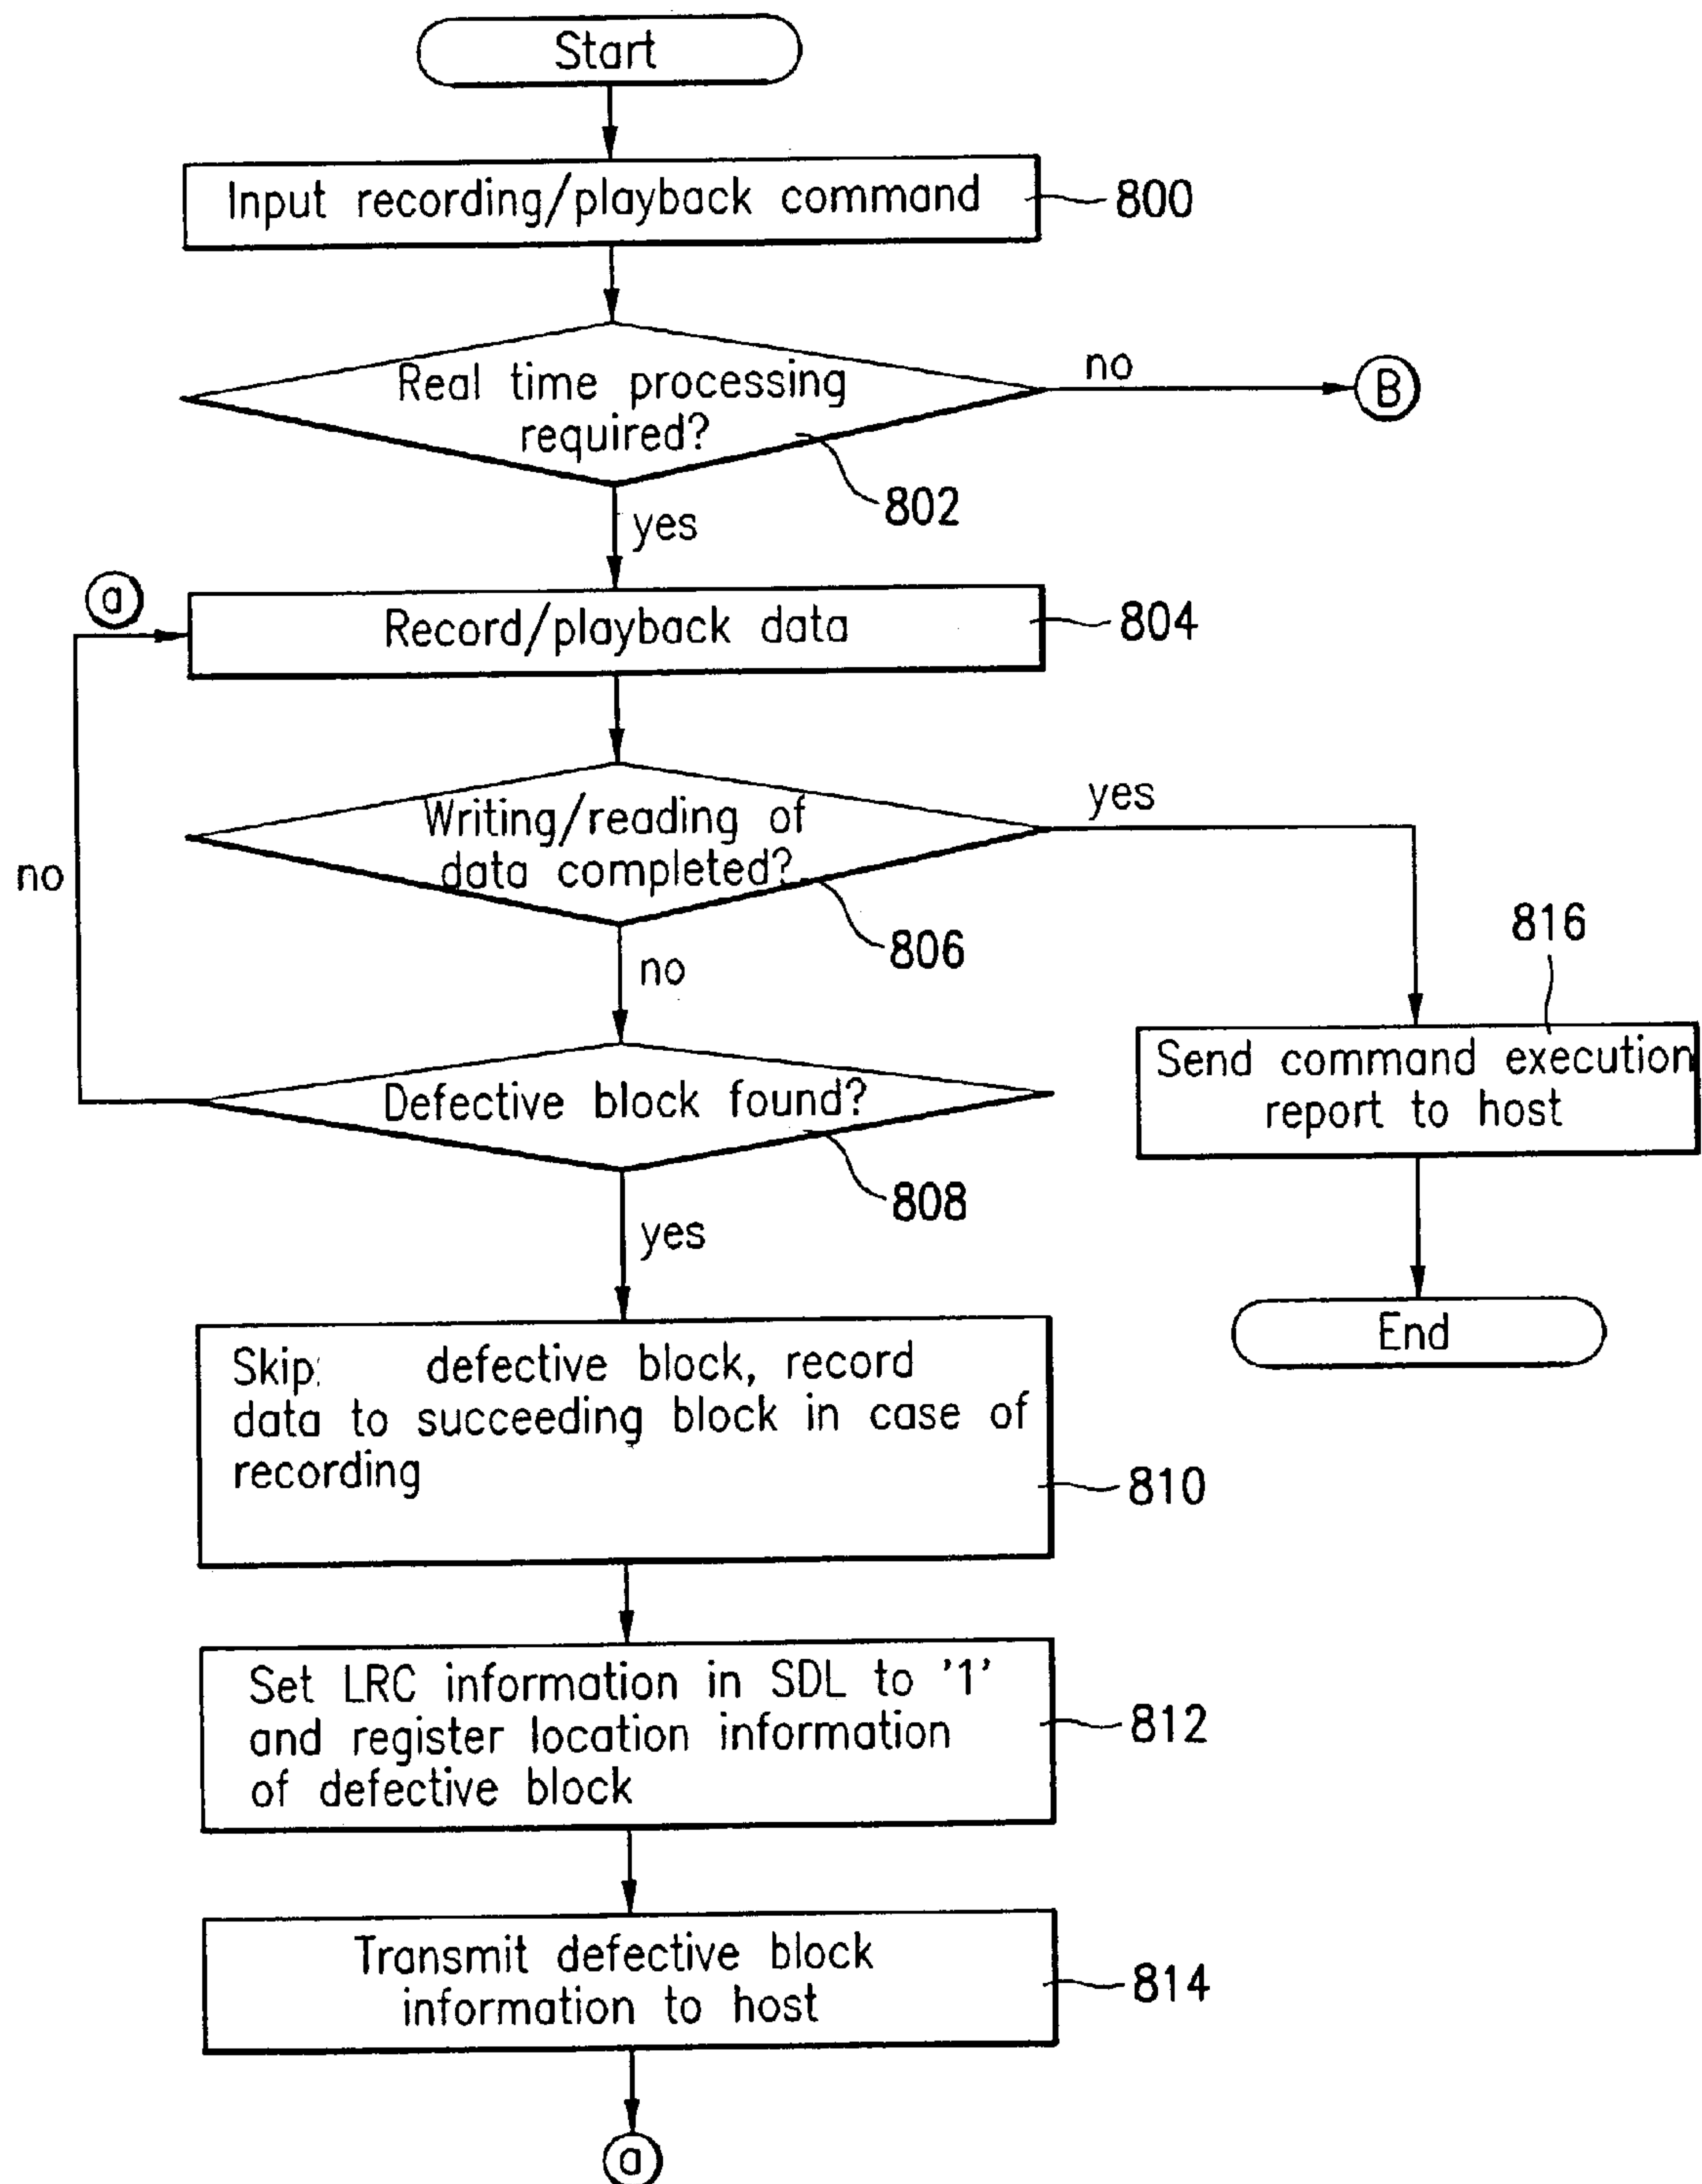 Start
Input recording/playback command
800
Real time processing
required?
no
B
802
yes
a
Record/playback data
804
Writing/reading of
data completed?
yes
no
806
no
816
Send command execution
report to host
Defective block found?
808
yes
End
Skip: defective block, record
data to succeeding block in case of
recording
810
Set LRC information in SDL to '1'
and register location information
of defective block
812
Transmit defective block
information to host
814
a